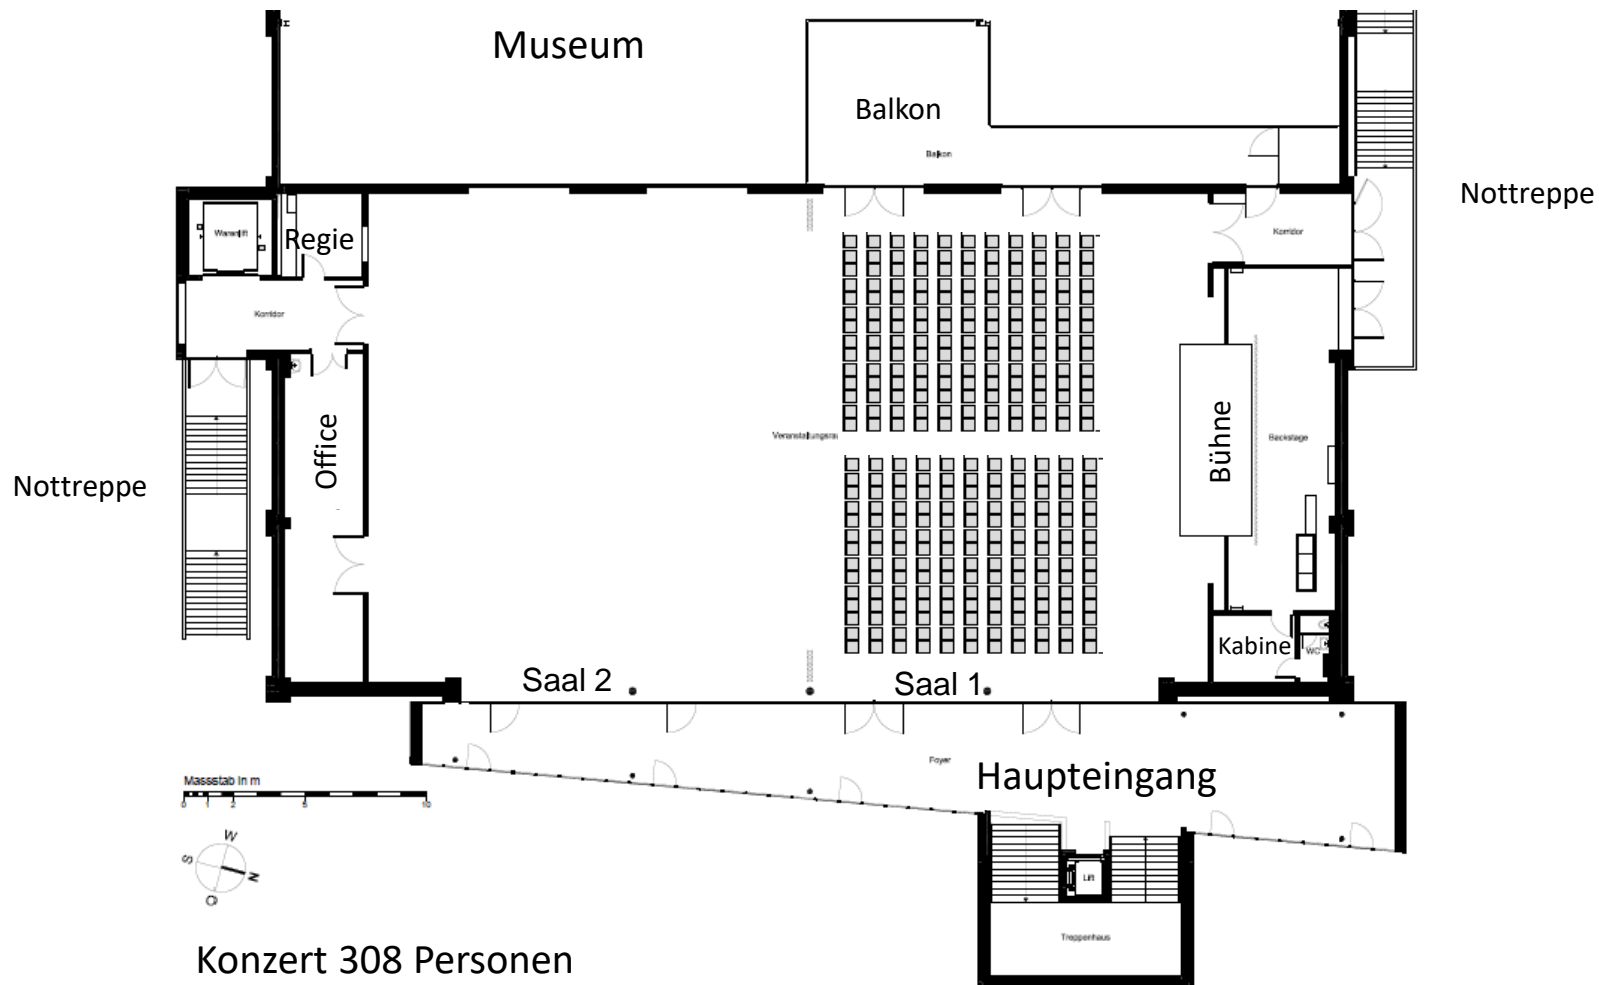 Museum
Balkon
Balkon
Nottreppe
Warenlift
Regie
Korridor
Korridor
Office
Veranstaltungsra
Bühne
Backstage
Nottreppe
Kabine
WC
Saal 2
Saal 1
Foyer
Haupteingang
Massstab in m
0 1 2 5 10
W
S
N
O
Lift
Treppenhaus
Konzert 308 Personen